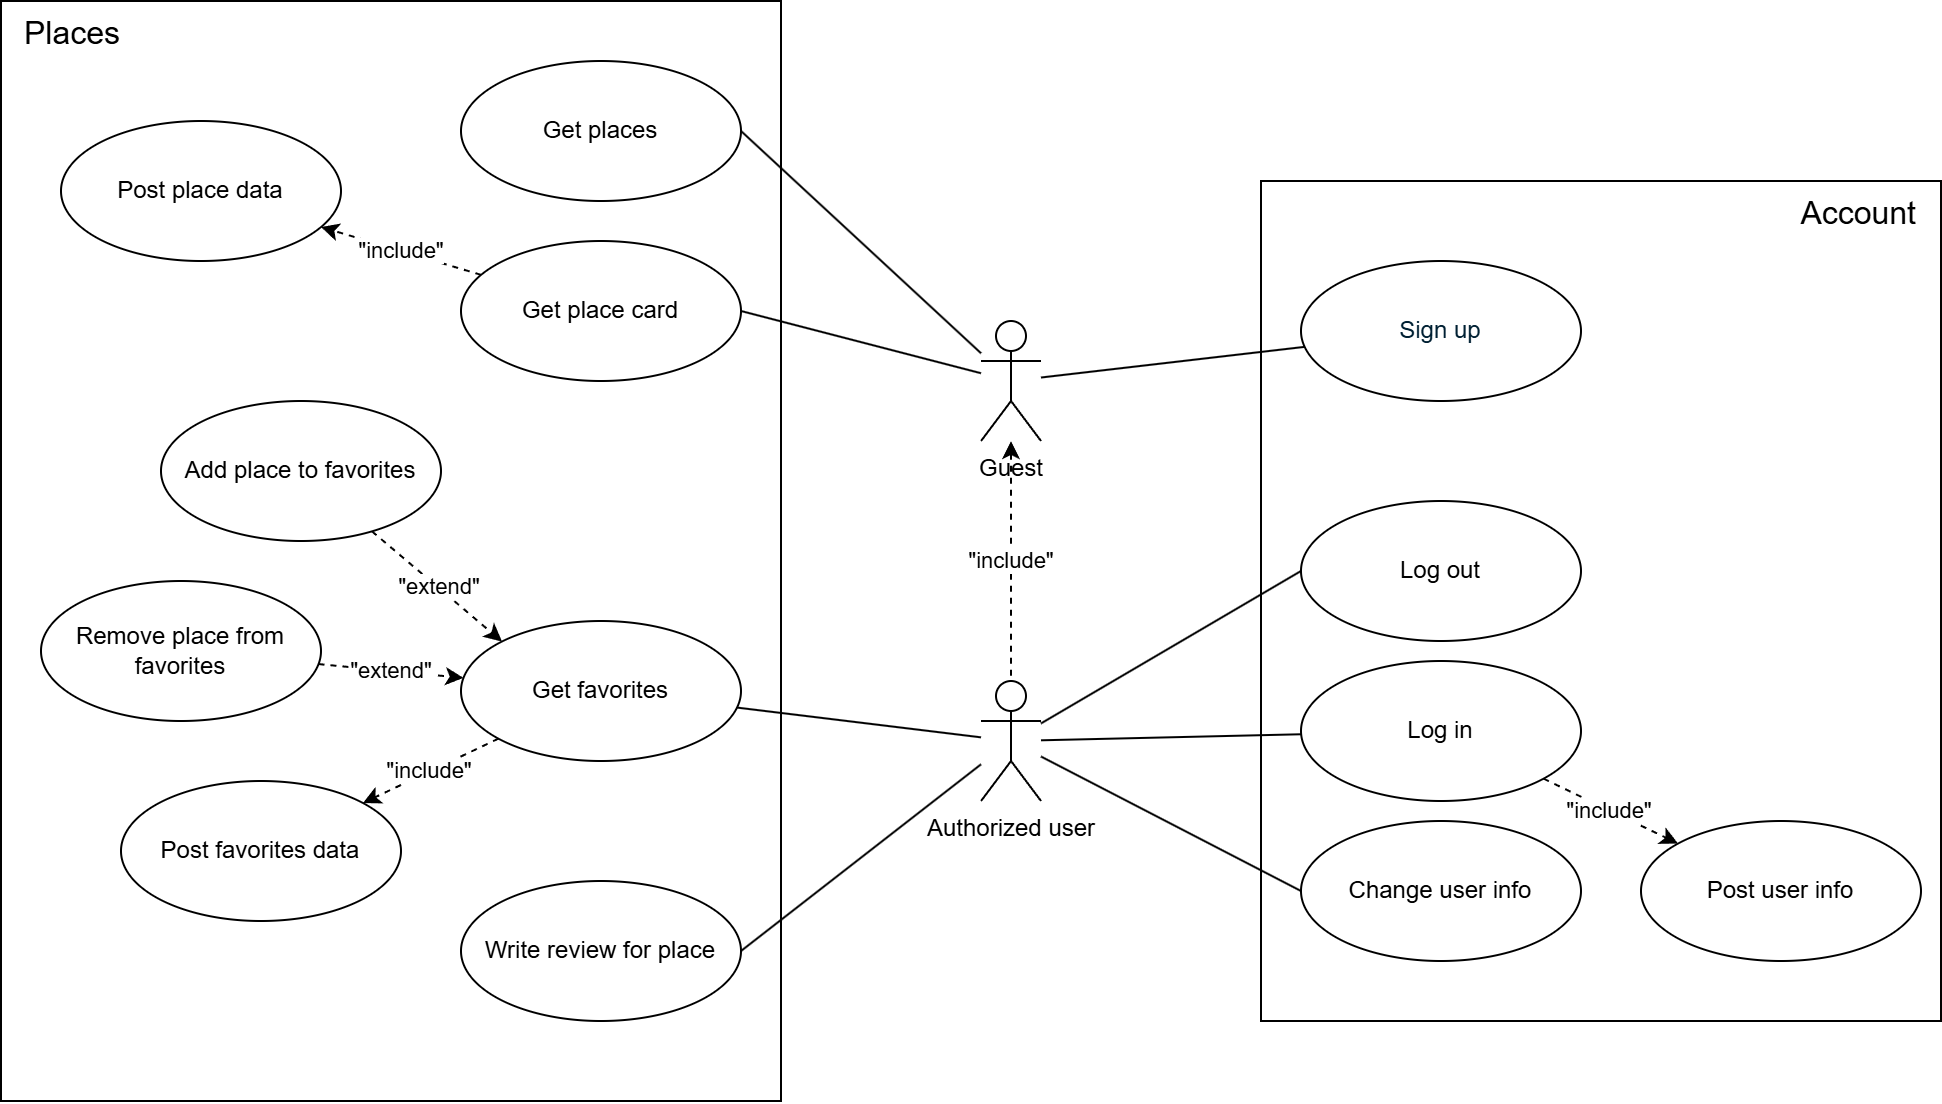 Places
Get places
Post place data
"include"
Get place card
Add place to favorites
"extend"
Remove place from
favorites
"extend"
Get favorites
"include"
Post favorites data
Write review for place
Guest
"include"
Authorized user
Account
Sign up
Log out
Log in
"include"
Change user info
Post user info